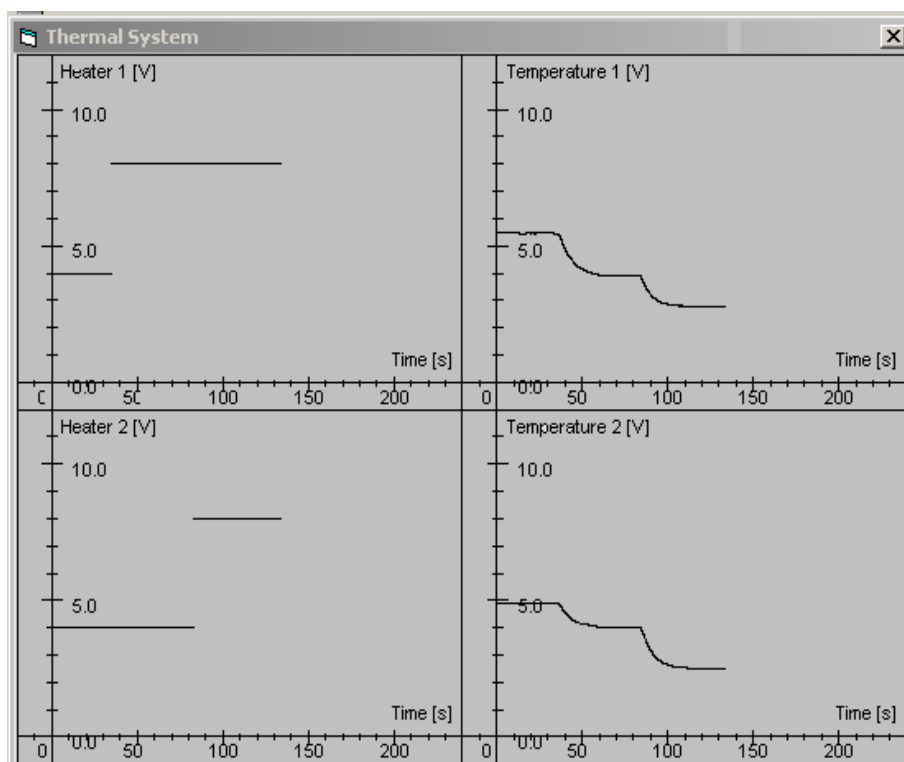 Thermal System
Heater 1 [V]
10.0
5.0
Time [s]
0.0
0 50 100 150 200
Temperature 1 [V]
10.0
5.0
Time [s]
0.0
0 50 100 150 200
Heater 2 [V]
10.0
5.0
Time [s]
0.0
0 50 100 150 200
Temperature 2 [V]
10.0
5.0
Time [s]
0.0
0 50 100 150 200